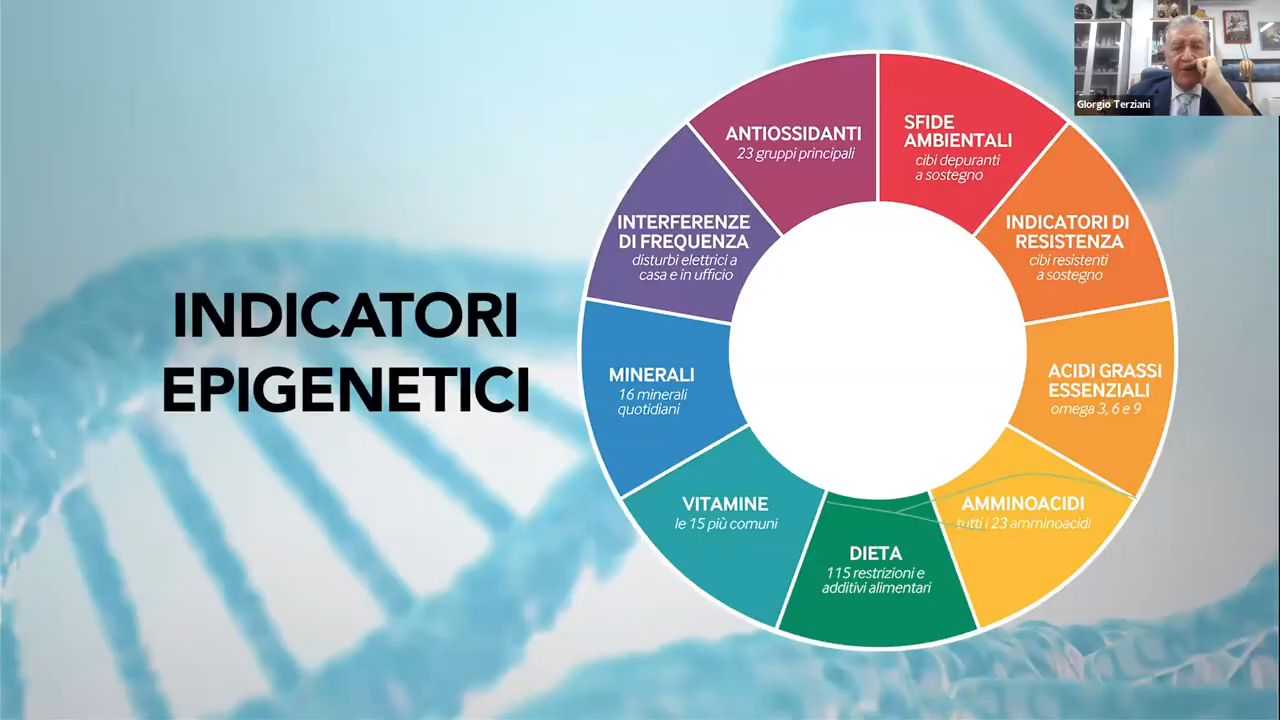 GIorgio Terziani
INDICATORI
EPIGENETICI
SFIDE
AMBIENTALI
cibi depuranti
a sostegno
INDICATORI DI
RESISTENZA
cibi resistenti
a sostegno
ACIDI GRASSI
ESSENZIALI
omega 3, 6 e 9
AMMINOACIDI
tutti i 23 amminoacidi
DIETA
115 restrizioni e
additivi alimentari
VITAMINE
le 15 più comuni
MINERALI
16 minerali
quotidiani
INTERFERENZE
DI FREQUENZA
disturbi elettrici a
casa e in ufficio
ANTIOSSIDANTI
23 gruppi principali